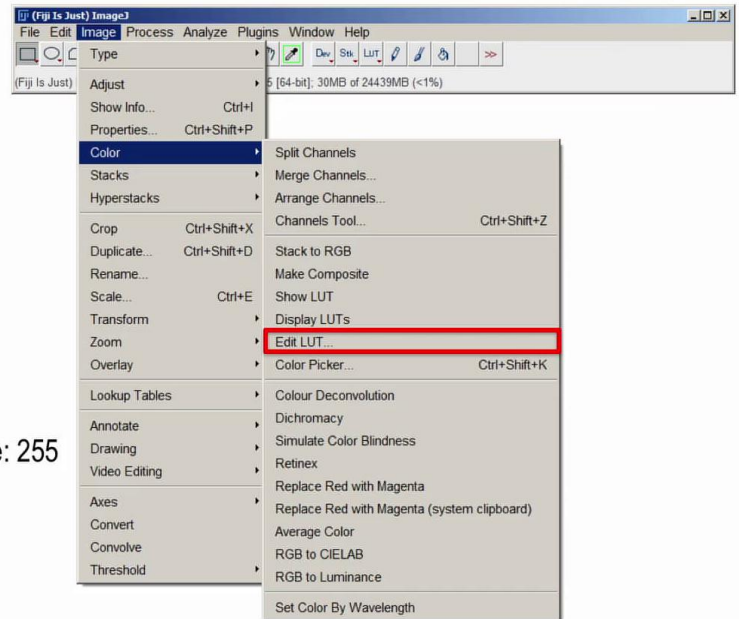 (Fiji Is Just) ImageJ
File Edit Image Process Analyze Plugins Window Help
Dev Stk LUT >>
(Fiji Is Just) 5 [64-bit]; 30MB of 24439MB (<1%)
Type
Adjust
Show Info... Ctrl+I
Properties... Ctrl+Shift+P
Color
Stacks
Hyperstacks
Crop Ctrl+Shift+X
Duplicate... Ctrl+Shift+D
Rename...
Scale... Ctrl+E
Transform
Zoom
Overlay
Lookup Tables
Annotate
Drawing
Video Editing
Axes
Convert
Convolve
Threshold
Split Channels
Merge Channels...
Arrange Channels...
Channels Tool... Ctrl+Shift+Z
Stack to RGB
Make Composite
Show LUT
Display LUTs
Edit LUT...
Color Picker... Ctrl+Shift+K
Colour Deconvolution
Dichromacy
Simulate Color Blindness
Retinex
Replace Red with Magenta
Replace Red with Magenta (system clipboard)
Average Color
RGB to CIELAB
RGB to Luminance
Set Color By Wavelength
: 255